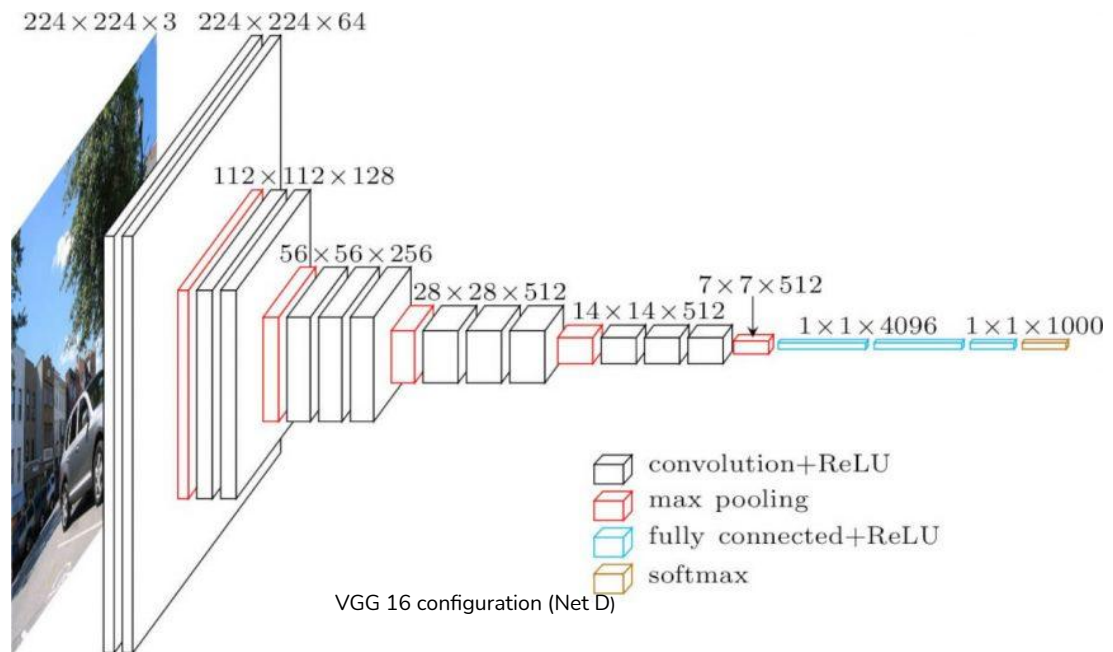 224 × 224 × 3 224 × 224 × 64
112 × 112 × 128
56 × 56 × 256
28 × 28 × 512
14 × 14 × 512
7 × 7 × 512
1 × 1 × 4096 1 × 1 × 1000
convolution+ReLU
max pooling
fully connected+ReLU
softmax
VGG 16 configuration (Net D)